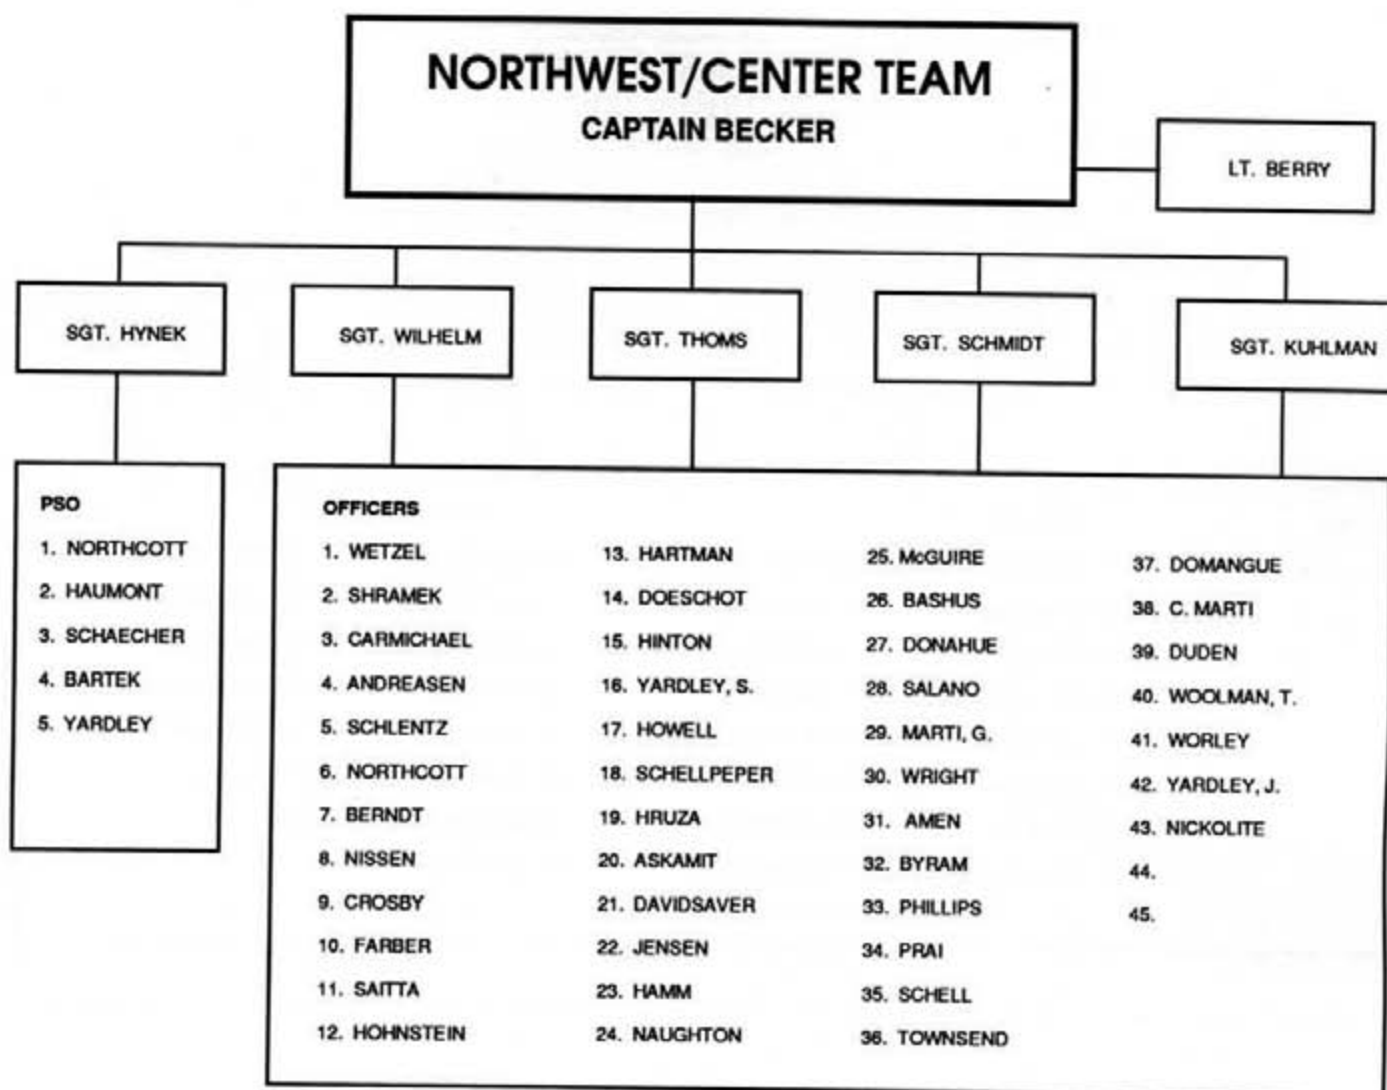 NORTHWEST/CENTER TEAM
CAPTAIN BECKER
LT. BERRY
SGT. HYNEK
SGT. WILHELM
SGT. THOMS
SGT. SCHMIDT
SGT. KUHLMAN
PSO
1. NORTHCOTT
2. HAUMONT
3. SCHAECHER
4. BARTEK
5. YARDLEY
OFFICERS
1. WETZEL
2. SHRAMEK
3. CARMICHAEL
4. ANDREASEN
5. SCHLENTZ
6. NORTHCOTT
7. BERNDT
8. NISSEN
9. CROSBY
10. FARBER
11. SAITTA
12. HOHNSTEIN
13. HARTMAN
14. DOESCHOT
15. HINTON
16. YARDLEY, S.
17. HOWELL
18. SCHELLPEPER
19. HRUZA
20. ASKAMIT
21. DAVIDSAVER
22. JENSEN
23. HAMM
24. NAUGHTON
25. McGUIRE
26. BASHUS
27. DONAHUE
28. SALANO
29. MARTI, G.
30. WRIGHT
31. AMEN
32. BYRAM
33. PHILLIPS
34. PRAI
35. SCHELL
36. TOWNSEND
37. DOMANGUE
38. C. MARTI
39. DUDEN
40. WOOLMAN, T.
41. WORLEY
42. YARDLEY, J.
43. NICKOLITE
44.
45.